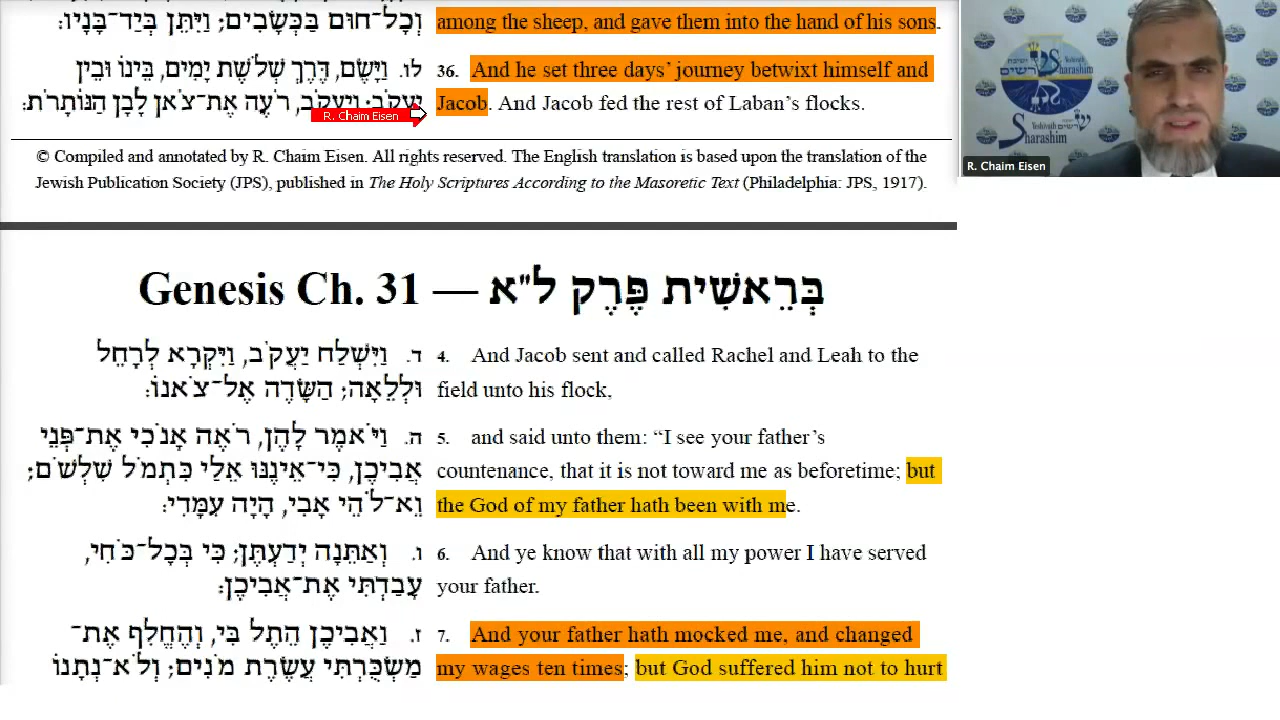 וְכָל־חוּם בַּכְּשָׂבִים; וַיִּתֵּן בְּיַד־בָּנָיו:
among the sheep, and gave them into the hand of his sons.
לו. וַיָּשֶׂם, דֶּרֶךְ שְׁלֹשֶׁת יָמִים, בֵּינוֹ וּבֵין
יַעֲקֹב; וְיַעֲקֹב, רֹעֶה אֶת־צֹאן לָבָן הַנּוֹתָרֹת:
36. And he set three days' journey betwixt himself and
Jacob. And Jacob fed the rest of Laban's flocks.
R. Chaim Eisen
© Compiled and annotated by R. Chaim Eisen. All rights reserved. The English translation is based upon the translation of the
Jewish Publication Society (JPS), published in The Holy Scriptures According to the Masoretic Text (Philadelphia: JPS, 1917).
Genesis Ch. 31 — בְּרֵאשִׁית פֶּרֶק ל"א
ד. וַיִּשְׁלַח יַעֲקֹב, וַיִּקְרָא לְרָחֵל
וּלְלֵאָה; הַשָּׂדֶה אֶל־צֹאנוֹ:
4. And Jacob sent and called Rachel and Leah to the
field unto his flock,
ה. וַיֹּאמֶר לָהֶן, רֹאֶה אָנֹכִי אֶת־פְּנֵי
אֲבִיכֶן, כִּי־אֵינֶנּוּ אֵלַי כִּתְמֹל שִׁלְשֹׁם;
וֵא־לֹהֵי אָבִי, הָיָה עִמָּדִי:
5. and said unto them: “I see your father's
countenance, that it is not toward me as beforetime; but
the God of my father hath been with me.
ו. וְאַתֵּנָה יְדַעְתֶּן; כִּי בְּכָל־כֹּחִי,
עָבַדְתִּי אֶת־אֲבִיכֶן:
6. And ye know that with all my power I have served
your father.
ז. וַאֲבִיכֶן הֵתֶל בִּי, וְהֶחֱלִף אֶת־
מַשְׂכֻּרְתִּי עֲשֶׂרֶת מֹנִים; וְלֹא־נְתָנוֹ
7. And your father hath mocked me, and changed
my wages ten times; but God suffered him not to hurt
ישיבת
שרשים
Yeshivath
Sharashim
R. Chaim Eisen